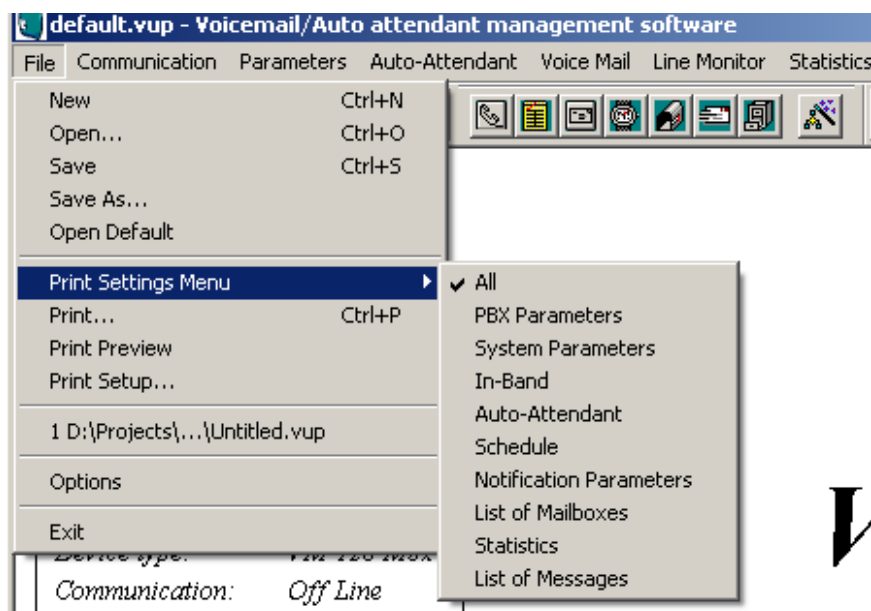 default.vup - Voicemail/Auto attendant management software
File Communication Parameters Auto-Attendant Voice Mail Line Monitor Statistics
New Ctrl+N
Open... Ctrl+O
Save Ctrl+S
Save As...
Open Default
Print Settings Menu
Print... Ctrl+P
Print Preview
Print Setup...
1 D:\Projects\...\Untitled.vup
Options
Exit
All
PBX Parameters
System Parameters
In-Band
Auto-Attendant
Schedule
Notification Parameters
List of Mailboxes
Statistics
List of Messages
Device type:
Communication: Off Line